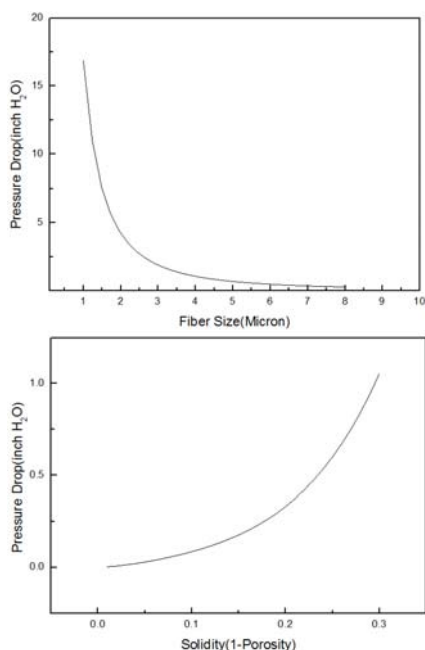 20
15
10
5
Pressure Drop(inch H₂O)
1 2 3 4 5 6 7 8 9 10
Fiber Size(Micron)
1.0
0.5
0.0
Pressure Drop(inch H₂O)
0.0 0.1 0.2 0.3
Solidity(1-Porosity)